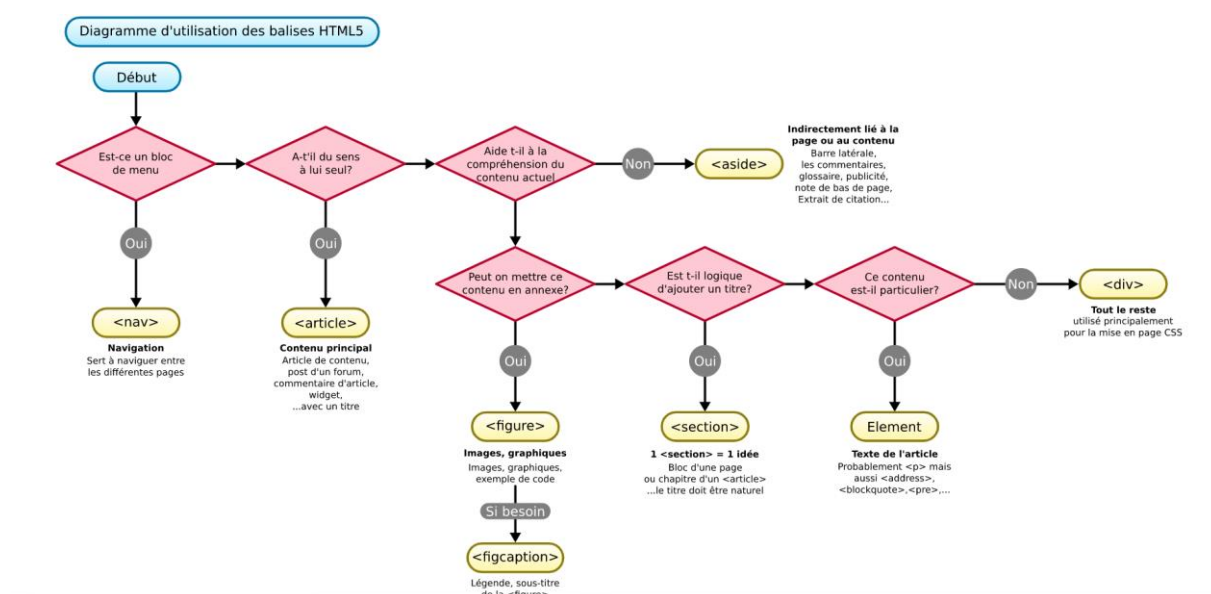 Diagramme d'utilisation des balises HTML5
Début
Est-ce un bloc
de menu
A-t'il du sens
à lui seul?
Aide t-il à la
compréhension du
contenu actuel
Non
<aside>
Indirectement lié à la
page ou au contenu
Barre latérale,
les commentaires,
glossaire, publicité,
note de bas de page,
Extrait de citation...
Oui
Oui
Peut on mettre ce
contenu en annexe?
Est t-il logique
d'ajouter un titre?
Ce contenu
est-il particulier?
Non
<div>
Tout le reste
utilisé principalement
pour la mise en page CSS
<nav>
Navigation
Sert à naviguer entre
les différentes pages
<article>
Contenu principal
Article de contenu,
post d'un forum,
commentaire d'article,
widget,
...avec un titre
Oui
Oui
Oui
<figure>
Images, graphiques
Images, graphiques,
exemple de code
<section>
1 <section> = 1 idée
Bloc d'une page
ou chapitre d'un <article>
...le titre doit être naturel
Element
Texte de l'article
Probablement <p> mais
aussi <address>,
<blockquote>,<pre>,...
Si besoin
<figcaption>
Légende, sous-titre
de la <figure>